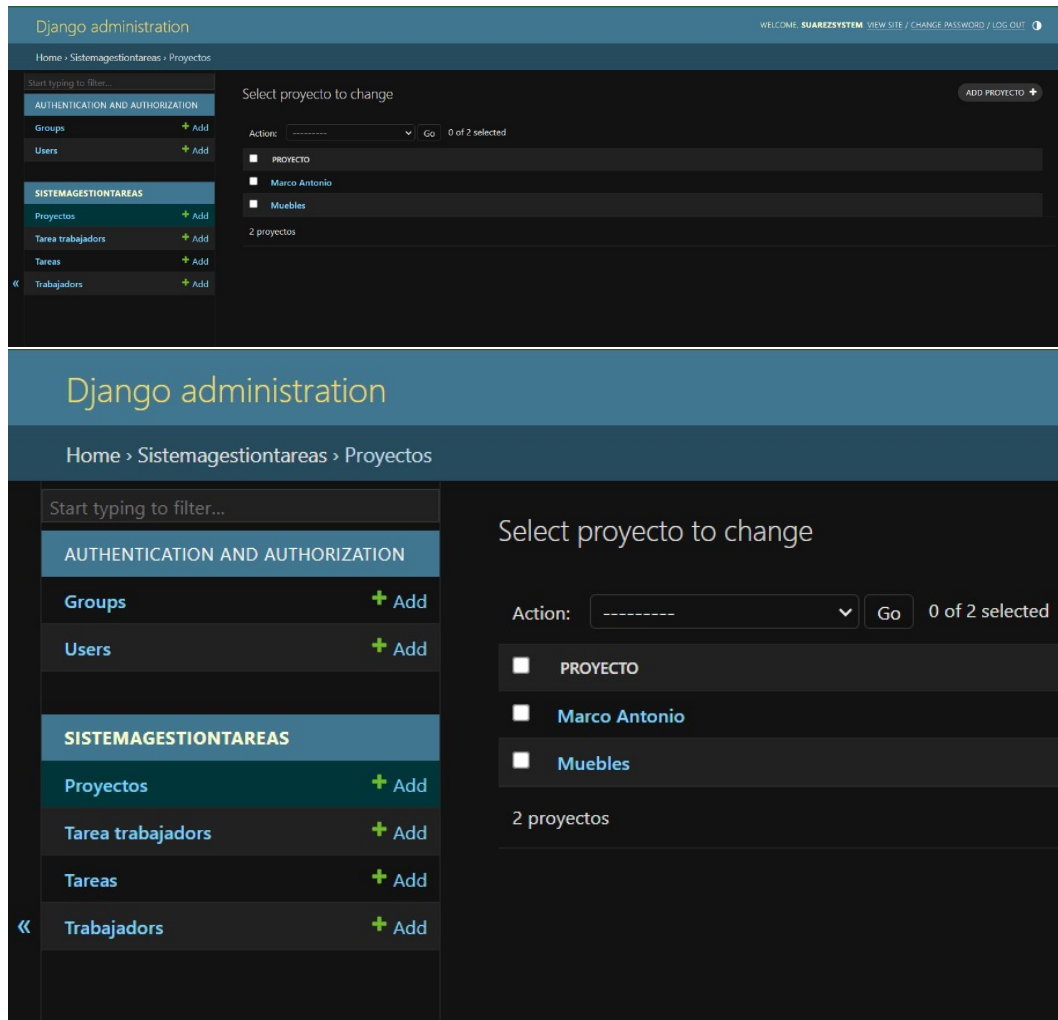 Django administration
WELCOME, SUAREZSYSTEM. VIEW SITE / CHANGE PASSWORD / LOG OUT
Home › Sistemagestiontareas › Proyectos
Start typing to filter...
AUTHENTICATION AND AUTHORIZATION
Groups + Add
Users + Add
SISTEMAGESTIONTAREAS
Proyectos + Add
Tarea trabajadors + Add
Tareas + Add
Trabajadors + Add
«
Select proyecto to change
ADD PROYECTO +
Action: --------- Go 0 of 2 selected
PROYECTO
Marco Antonio
Muebles
2 proyectos
Django administration
Home › Sistemagestiontareas › Proyectos
Start typing to filter...
AUTHENTICATION AND AUTHORIZATION
Groups + Add
Users + Add
SISTEMAGESTIONTAREAS
Proyectos + Add
Tarea trabajadors + Add
Tareas + Add
Trabajadors + Add
«
Select proyecto to change
Action: --------- Go 0 of 2 selected
PROYECTO
Marco Antonio
Muebles
2 proyectos